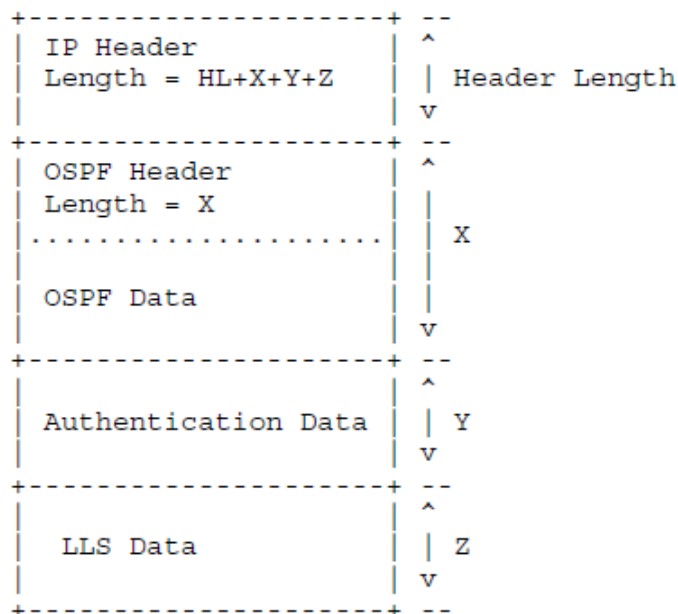 +---------------------+ --
| IP Header           | ^
| Length = HL+X+Y+Z   | | Header Length
|                     | v
+---------------------+ --
| OSPF Header         | ^
| Length = X          | |
|.....................| | X
|                     | |
| OSPF Data           | |
|                     | v
+---------------------+ --
|                     | ^
| Authentication Data | | Y
|                     | v
+---------------------+ --
|                     | ^
|  LLS Data           | | Z
|                     | v
+---------------------+ --